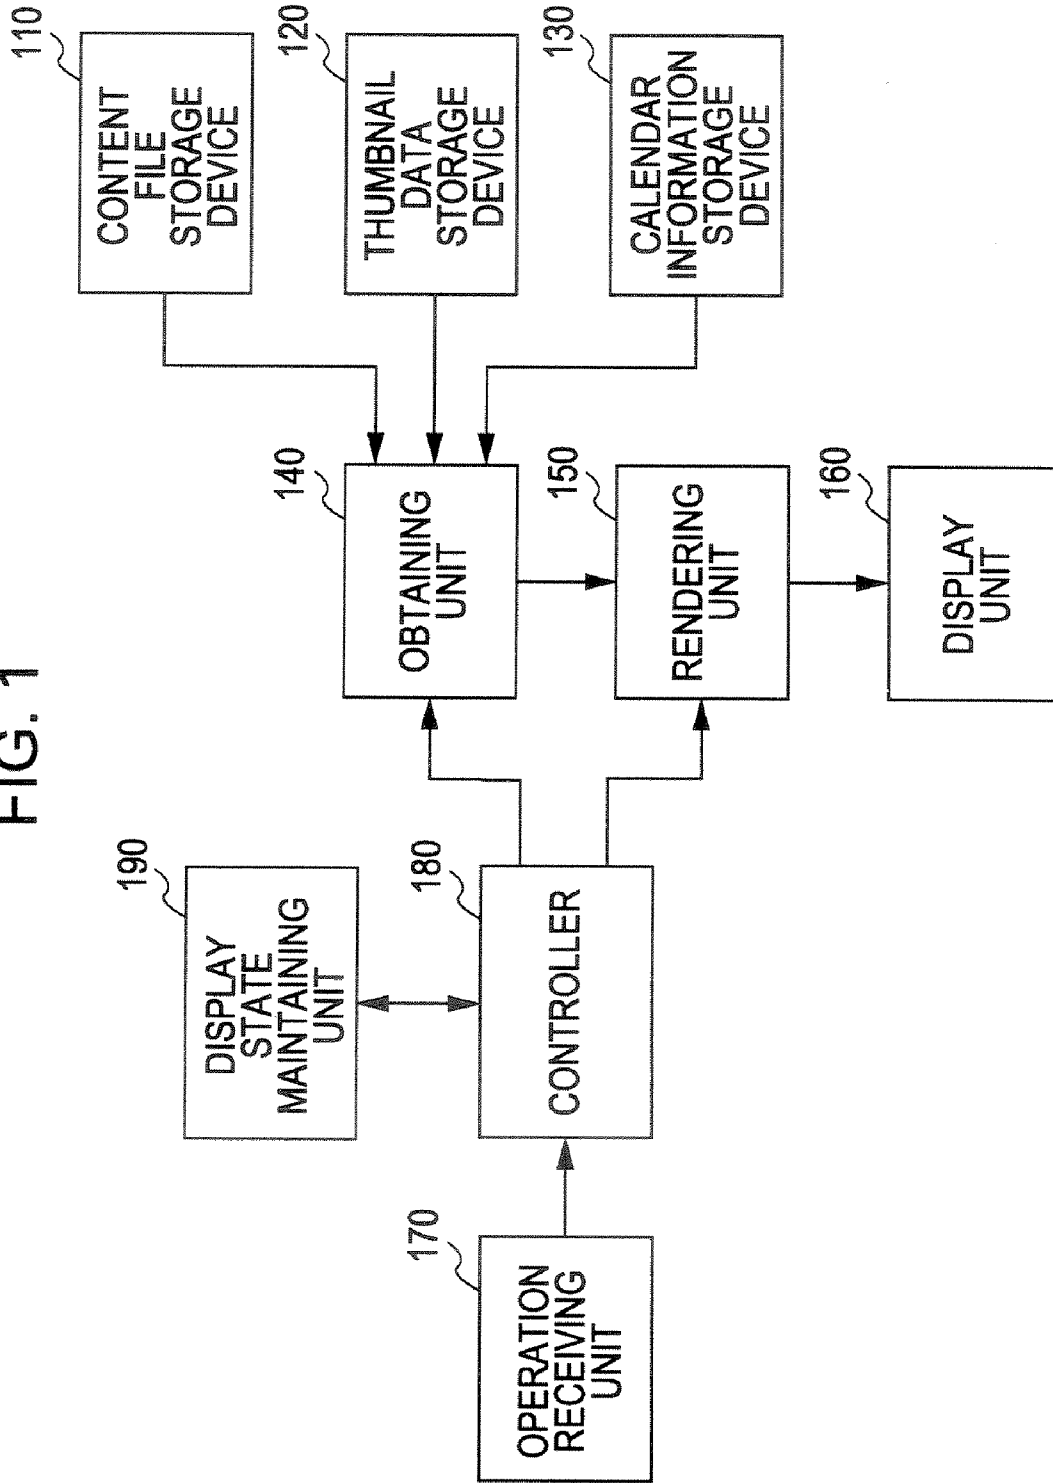 FIG. 1
110
CONTENT
FILE
STORAGE
DEVICE
120
THUMBNAIL
DATA
STORAGE
DEVICE
130
CALENDAR
INFORMATION
STORAGE
DEVICE
140
OBTAINING
UNIT
150
RENDERING
UNIT
160
DISPLAY
UNIT
190
DISPLAY
STATE
MAINTAINING
UNIT
180
CONTROLLER
170
OPERATION
RECEIVING
UNIT